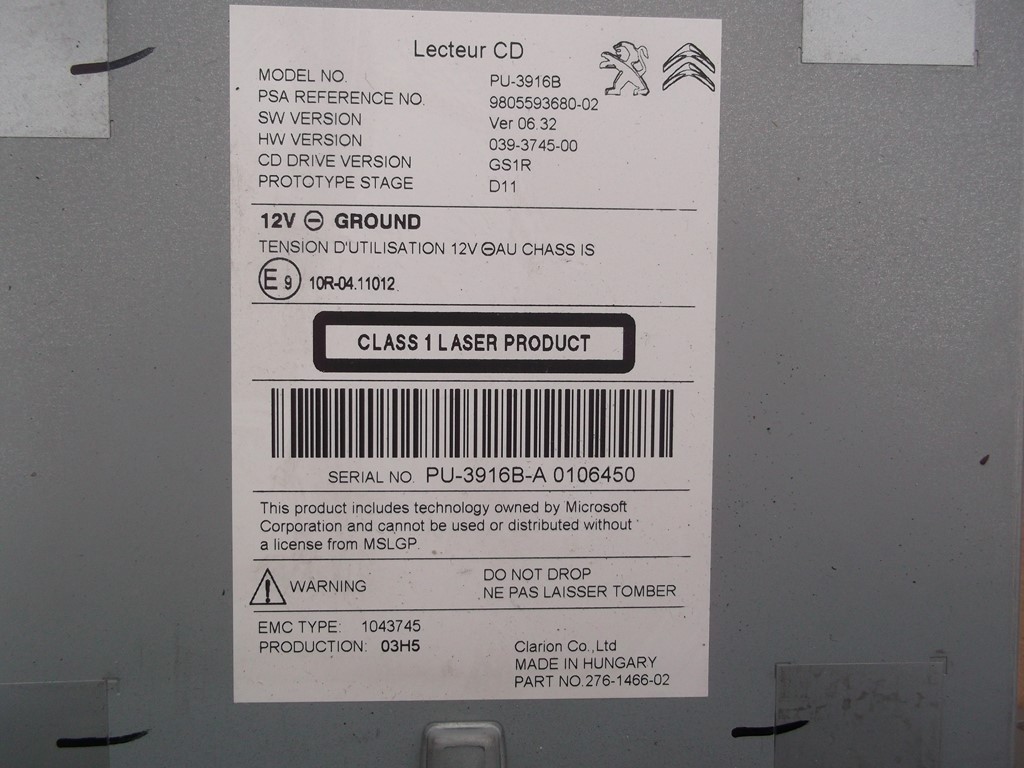 Lecteur CD
MODEL NO. PU-3916B
PSA REFERENCE NO. 9805593680-02
SW VERSION Ver 06.32
HW VERSION 039-3745-00
CD DRIVE VERSION GS1R
PROTOTYPE STAGE D11
12V ⊖ GROUND
TENSION D'UTILISATION 12V ⊖AU CHASS IS
E 9 10R-04.11012
CLASS 1 LASER PRODUCT
SERIAL NO. PU-3916B-A 0106450
This product includes technology owned by Microsoft
Corporation and cannot be used or distributed without
a license from MSLGP.
WARNING
DO NOT DROP
NE PAS LAISSER TOMBER
EMC TYPE: 1043745
PRODUCTION: 03H5
Clarion Co.,Ltd
MADE IN HUNGARY
PART NO.276-1466-02